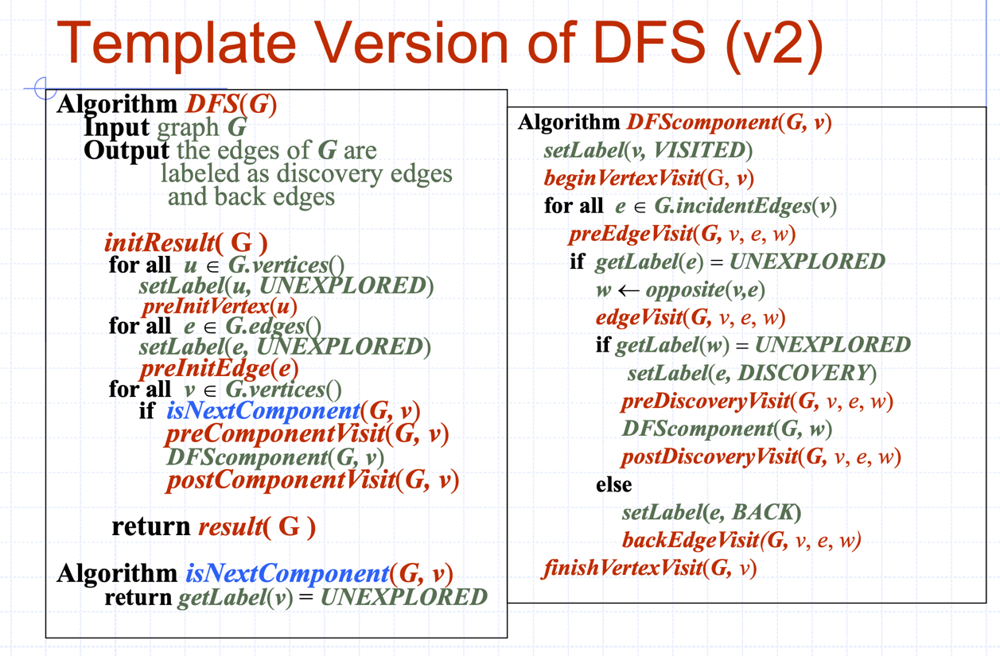 Template Version of DFS (v2)
Algorithm DFS(G)
Input graph G
Output the edges of G are
labeled as discovery edges
and back edges
initResult( G )
for all u ∈ G.vertices()
setLabel(u, UNEXPLORED)
preInitVertex(u)
for all e ∈ G.edges()
setLabel(e, UNEXPLORED)
preInitEdge(e)
for all v ∈ G.vertices()
if isNextComponent(G, v)
preComponentVisit(G, v)
DFScomponent(G, v)
postComponentVisit(G, v)
return result( G )
Algorithm isNextComponent(G, v)
return getLabel(v) = UNEXPLORED
Algorithm DFScomponent(G, v)
setLabel(v, VISITED)
beginVertexVisit(G, v)
for all e ∈ G.incidentEdges(v)
preEdgeVisit(G, v, e, w)
if getLabel(e) = UNEXPLORED
w ← opposite(v,e)
edgeVisit(G, v, e, w)
if getLabel(w) = UNEXPLORED
setLabel(e, DISCOVERY)
preDiscoveryVisit(G, v, e, w)
DFScomponent(G, w)
postDiscoveryVisit(G, v, e, w)
else
setLabel(e, BACK)
backEdgeVisit(G, v, e, w)
finishVertexVisit(G, v)